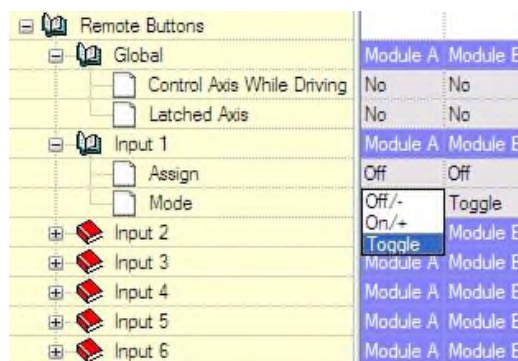 Remote Buttons
Global Module A Module
Control Axis While Driving No No
Latched Axis No No
Input 1 Module A Module
Assign Off Off
Mode Off/- Toggle
On/+
Toggle
Input 2 Module
Input 3 Module A Module
Input 4 Module A Module
Input 5 Module A Module
Input 6 Module A Module